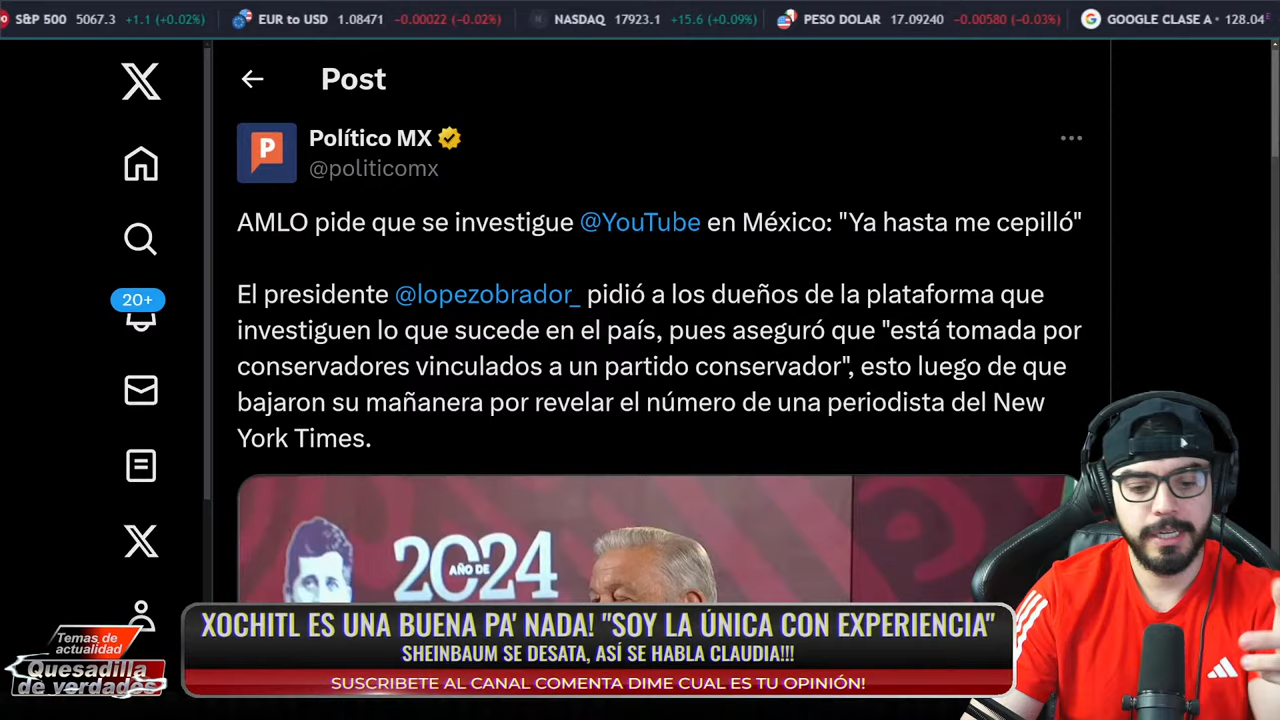 S&P 500 5067.3 +1.1 (+0.02%) EUR to USD 1.08471 -0.00022 (-0.02%) NASDAQ 17923.1 +15.6 (+0.09%) PESO DOLAR 17.09240 -0.00580 (-0.03%) GOOGLE CLASE A • 128.04 E
Post
P
Político MX
@politicomx
AMLO pide que se investigue @YouTube en México: "Ya hasta me cepilló"
El presidente @lopezobrador_ pidió a los dueños de la plataforma que
investiguen lo que sucede en el país, pues aseguró que "está tomada por
conservadores vinculados a un partido conservador", esto luego de que
bajaron su mañanera por revelar el número de una periodista del New
York Times.
20+
2024
AÑO DE
Temas de
actualidad
Quesadilla
de verdades
XOCHITL ES UNA BUENA PA' NADA! "SOY LA ÚNICA CON EXPERIENCIA"
SHEINBAUM SE DESATA, ASÍ SE HABLA CLAUDIA!!!
SUSCRIBETE AL CANAL COMENTA DIME CUAL ES TU OPINIÓN!